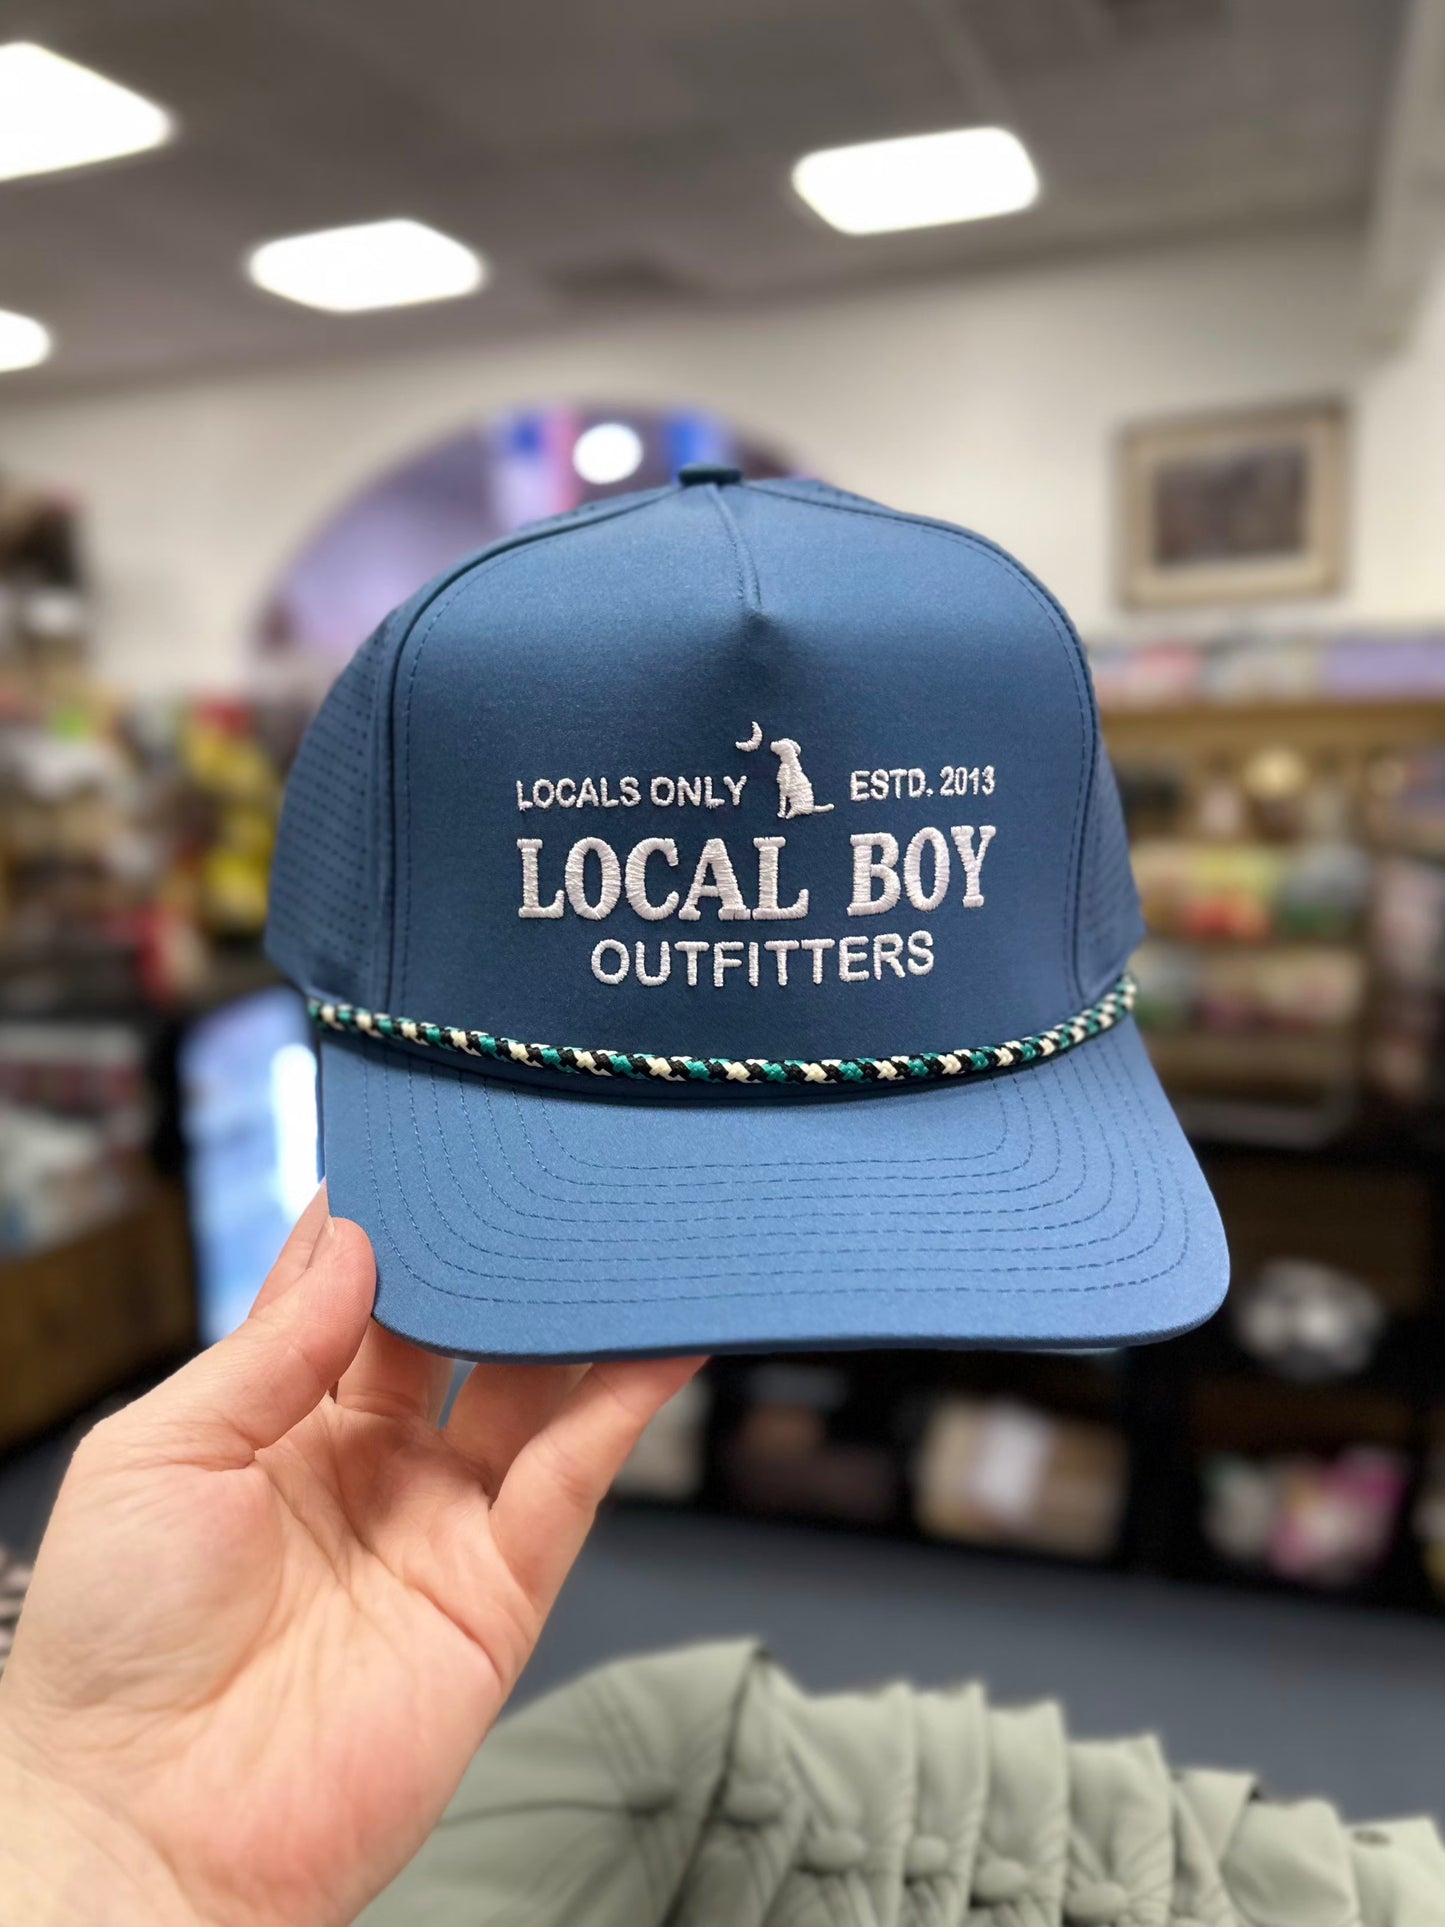 LOCALS ONLY ESTD. 2013
LOCAL BOY
OUTFITTERS